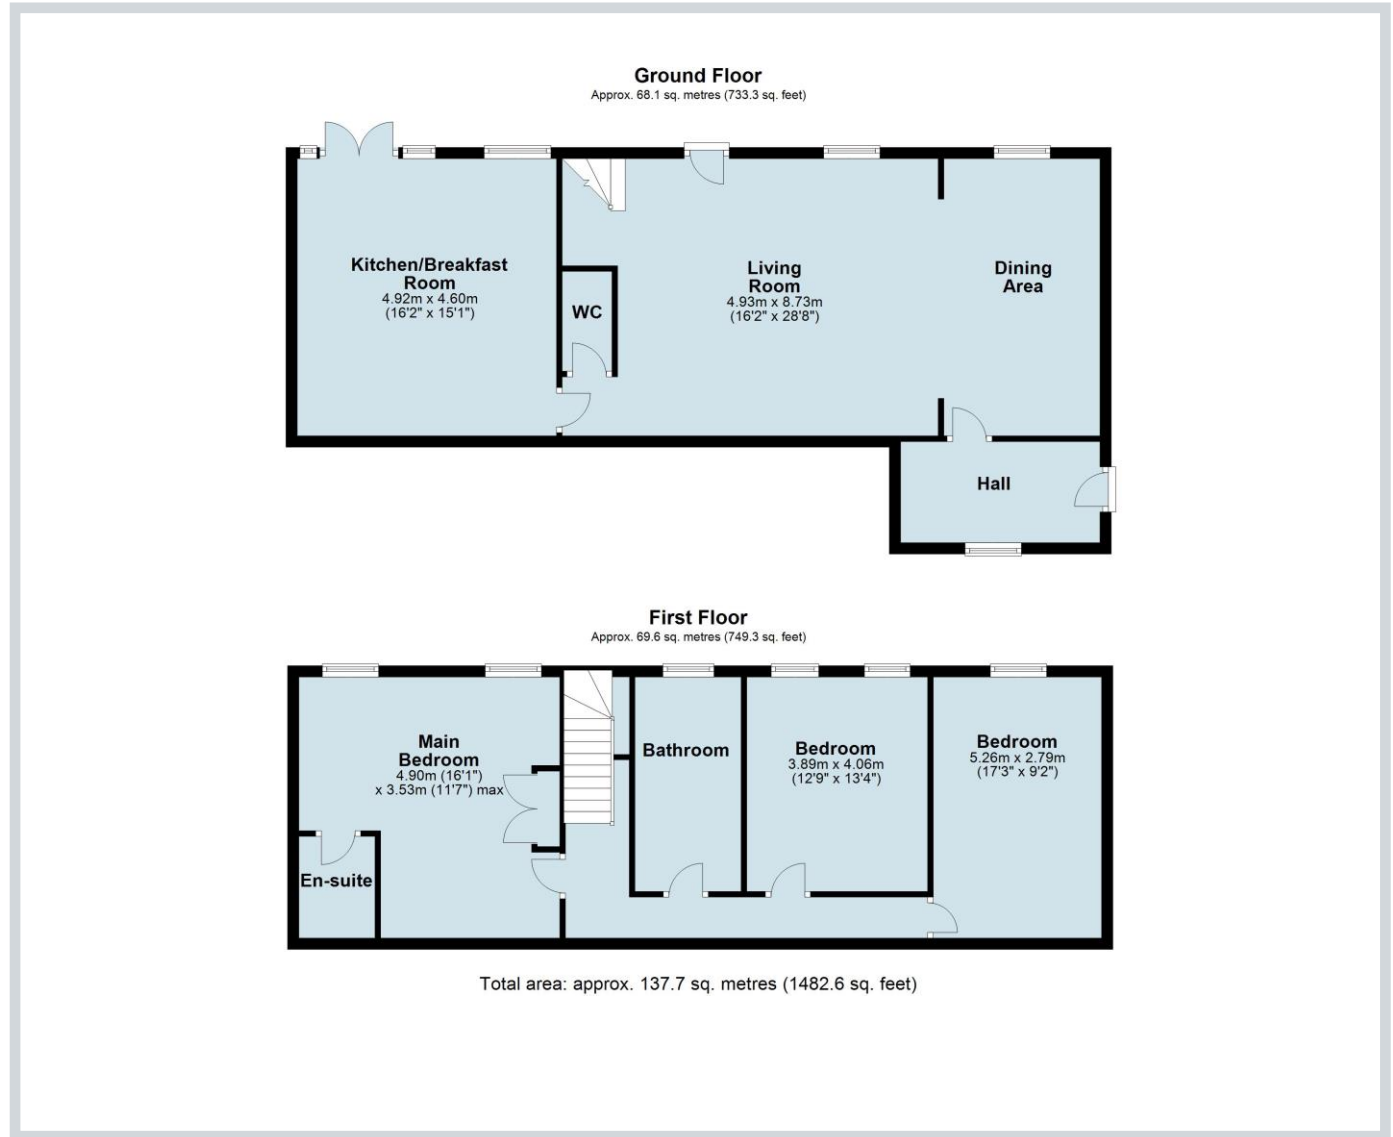 Ground Floor
Approx. 68.1 sq. metres (733.3 sq. feet)
Kitchen/Breakfast
Room
4.92m x 4.60m
(16'2" x 15'1")
WC
Living
Room
4.93m x 8.73m
(16'2" x 28'8")
Dining
Area
Hall
First Floor
Approx. 69.6 sq. metres (749.3 sq. feet)
Main
Bedroom
4.90m (16'1")
x 3.53m (11'7") max
En-suite
Bathroom
Bedroom
3.89m x 4.06m
(12'9" x 13'4")
Bedroom
5.26m x 2.79m
(17'3" x 9'2")
Total area: approx. 137.7 sq. metres (1482.6 sq. feet)